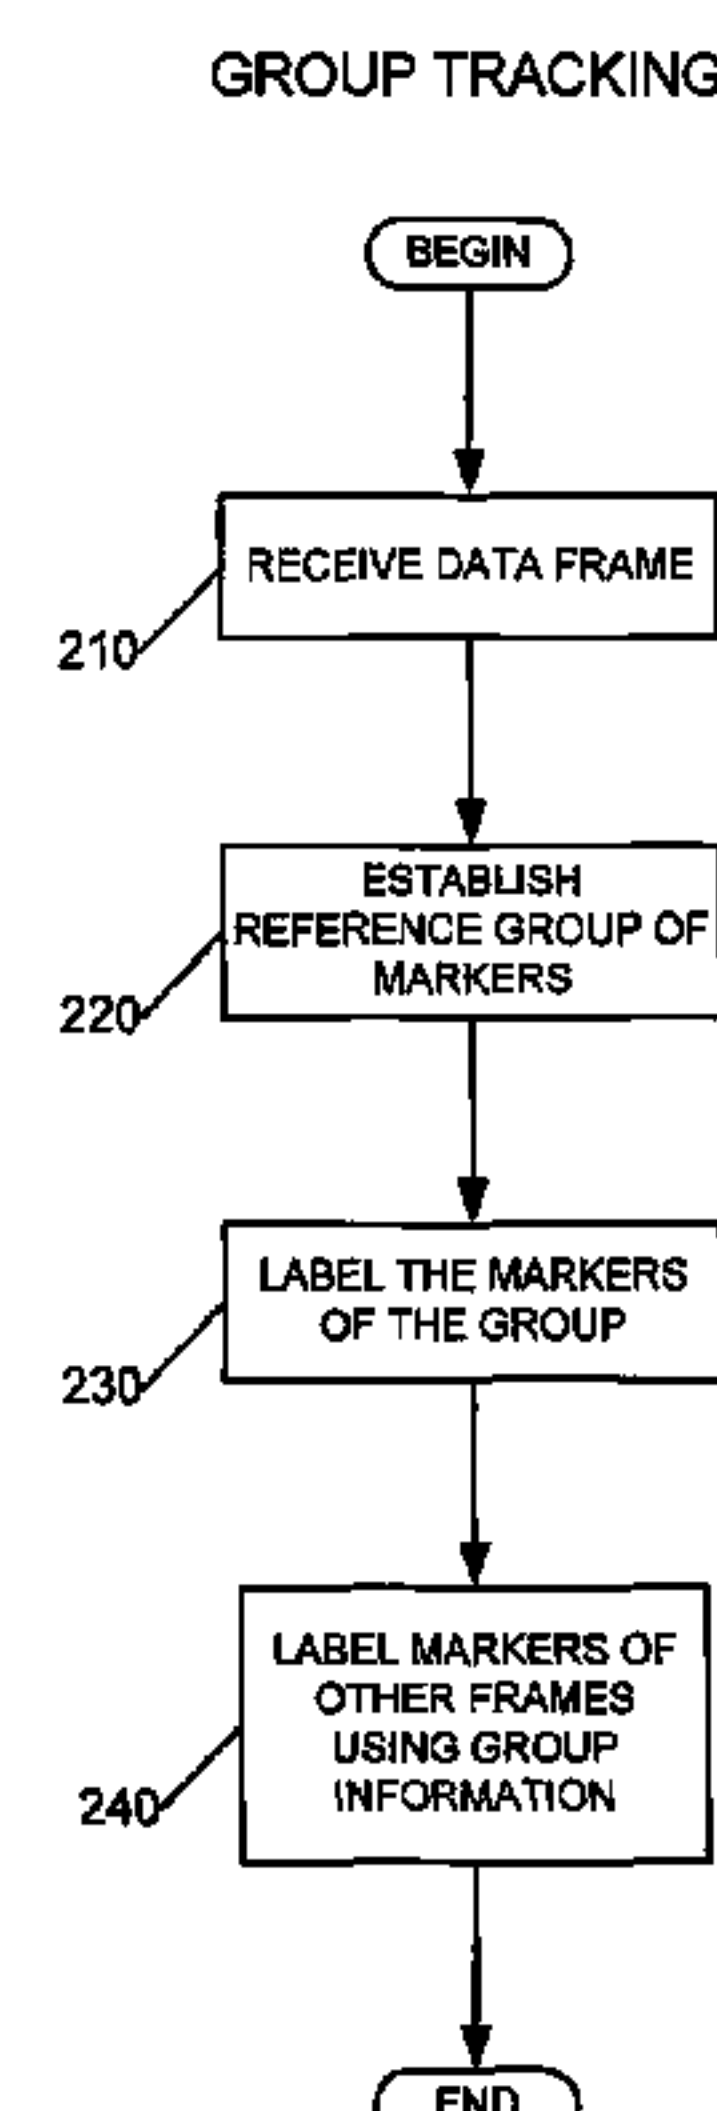 GROUP TRACKING
BEGIN
RECEIVE DATA FRAME
210
ESTABLISH
REFERENCE GROUP OF
MARKERS
220
LABEL THE MARKERS
OF THE GROUP
230
LABEL MARKERS OF
OTHER FRAMES
USING GROUP
INFORMATION
240
END